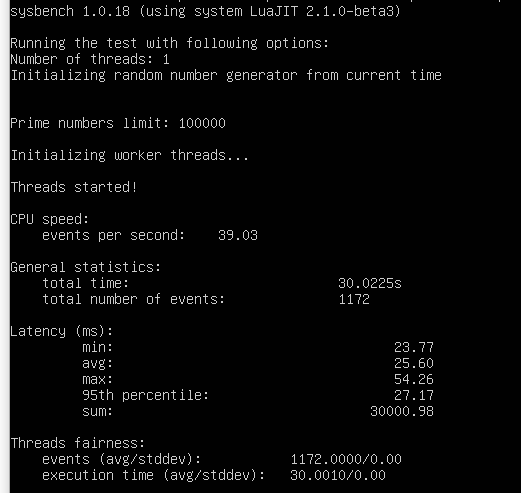 sysbench 1.0.18 (using system LuaJIT 2.1.0-beta3)
Running the test with following options:
Number of threads: 1
Initializing random number generator from current time
Prime numbers limit: 100000
Initializing worker threads...
Threads started!
CPU speed:
events per second: 39.03
General statistics:
total time: 30.0225s
total number of events: 1172
Latency (ms):
min: 23.77
avg: 25.60
max: 54.26
95th percentile: 27.17
sum: 30000.98
Threads fairness:
events (avg/stddev): 1172.0000/0.00
execution time (avg/stddev): 30.0010/0.00